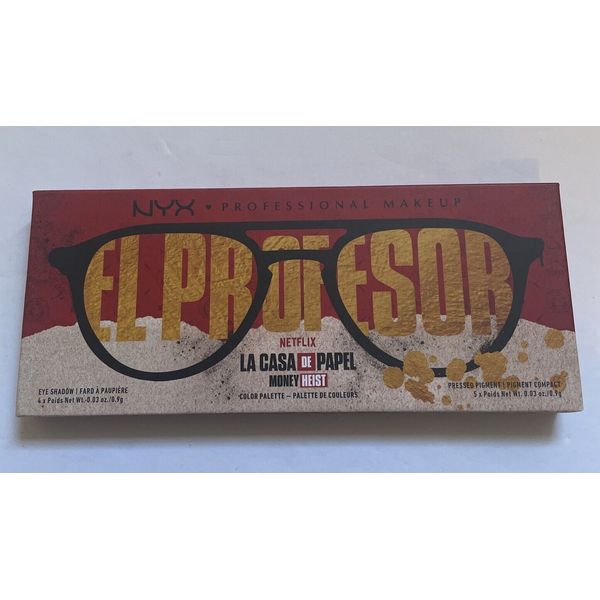 NYX ♥ PROFESSIONAL MAKEUP
EL PROFESOR
NETFLIX
LA CASA DE PAPEL
MONEY HEIST
COLOR PALETTE – PALETTE DE COULEURS
EYE SHADOW | FARD À PAUPIÈRE
4 x Poids Net Wt.-0.03 oz./0.9g
PRESSED PIGMENT | PIGMENT COMPACT
5 x Poids Net Wt. 0.03 oz./0.9g